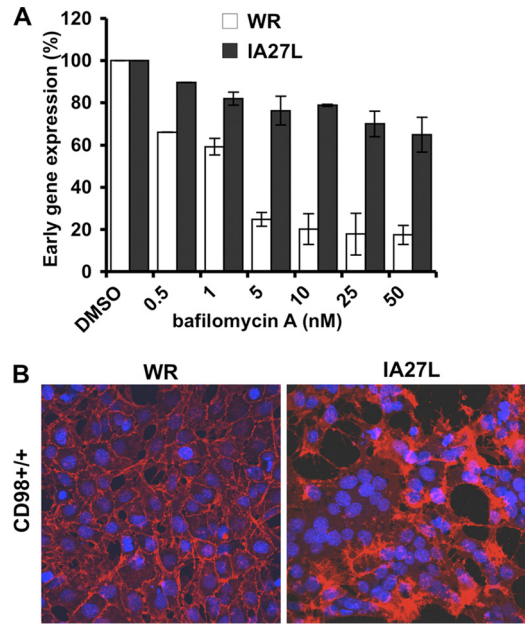 A
WR
IA27L
Early gene expression (%)
120
100
80
60
40
20
0
DMSO
0.5
1
5
10
25
50
bafilomycin A (nM)
B
WR
IA27L
CD98+/+